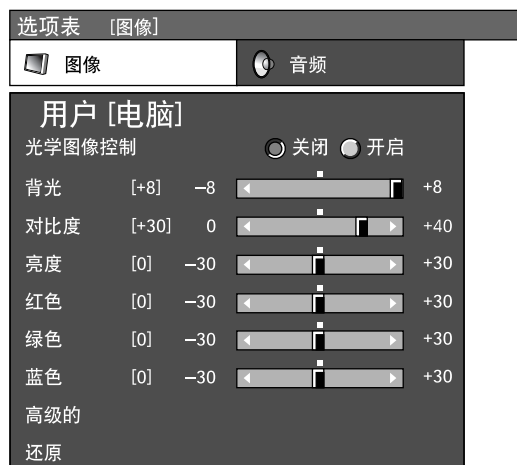 选项表 [图像]
图像 音频
用户 [电脑]
光学图像控制 关闭 开启
背光 [+8] −8 +8
对比度 [+30] 0 +40
亮度 [0] −30 +30
红色 [0] −30 +30
绿色 [0] −30 +30
蓝色 [0] −30 +30
高级的
还原